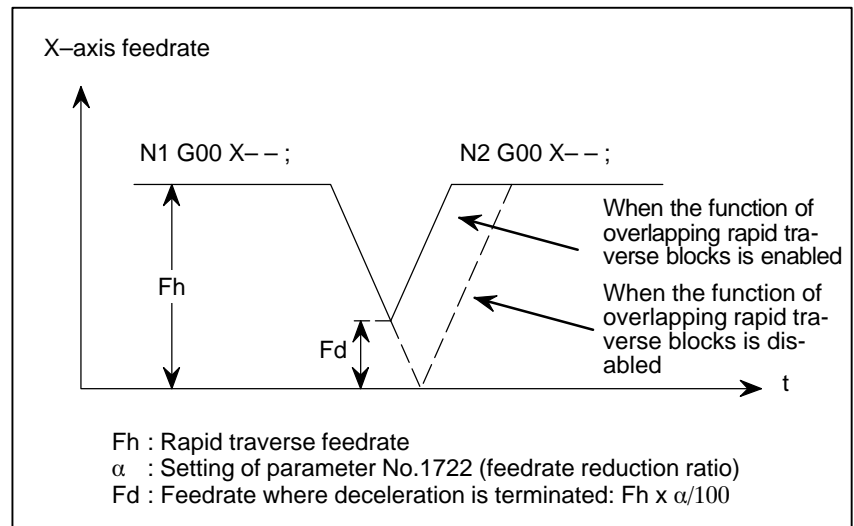 X–axis feedrate
N1 G00 X– – ;
N2 G00 X– – ;
When the function of
overlapping rapid tra-
verse blocks is enabled
Fh
When the function of
overlapping rapid tra-
verse blocks is dis-
abled
Fd
t
Fh : Rapid traverse feedrate
α : Setting of parameter No.1722 (feedrate reduction ratio)
Fd : Feedrate where deceleration is terminated: Fh x α/100